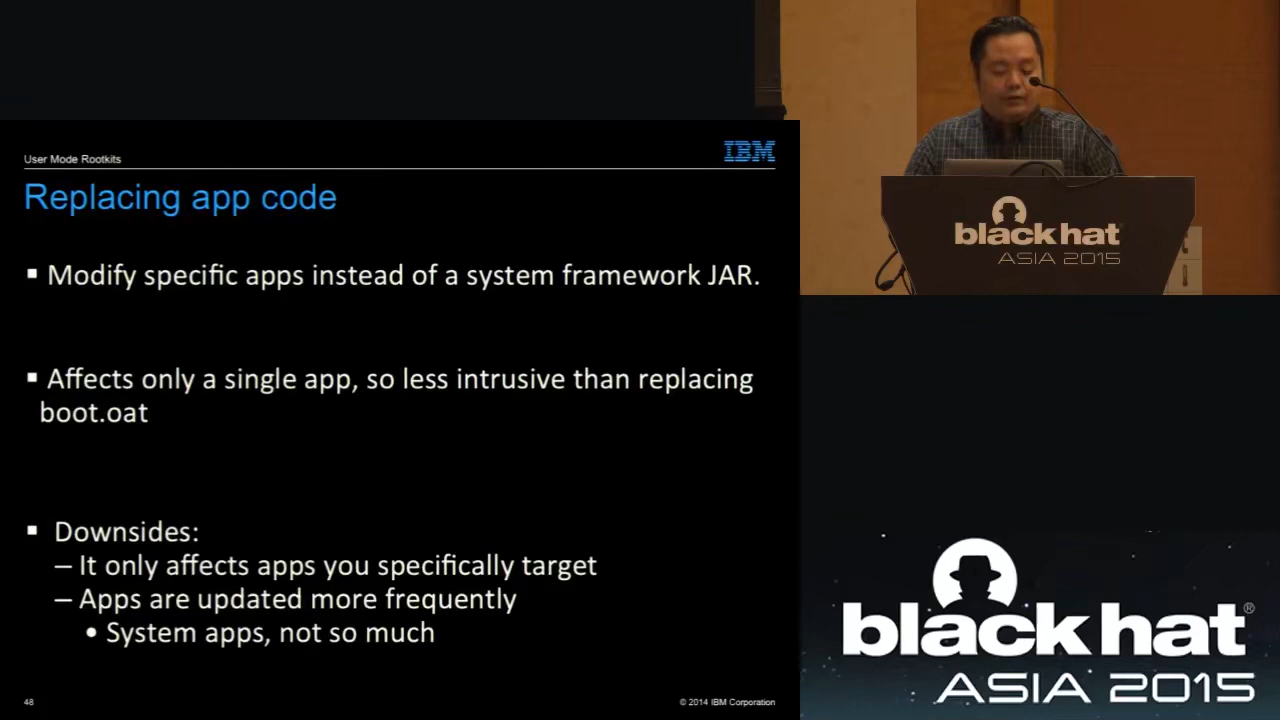 User Mode Rootkits
IBM
Replacing app code
▪ Modify specific apps instead of a system framework JAR.
▪ Affects only a single app, so less intrusive than replacing
boot.oat
▪ Downsides:
– It only affects apps you specifically target
– Apps are updated more frequently
• System apps, not so much
48
© 2014 IBM Corporation
black hat
ASIA 2015
black hat®
ASIA 2015